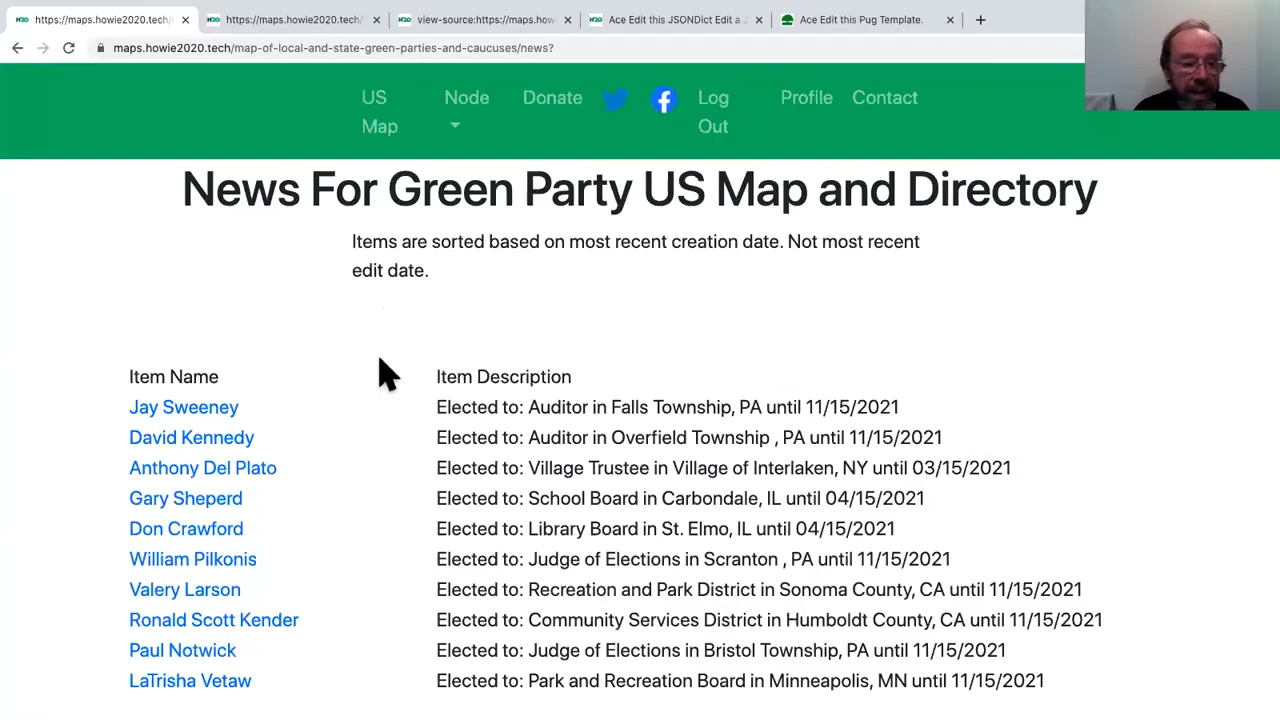 https://maps.howie2020.tech/
https://maps.howie2020.tech/
view-source:https://maps.how
Ace Edit this JSONDict Edit a
Ace Edit this Pug Template.
maps.howie2020.tech/map-of-local-and-state-green-parties-and-caucuses/news?
US Map
Node
Donate
Log Out
Profile
Contact
News For Green Party US Map and Directory
Items are sorted based on most recent creation date. Not most recent
edit date.
Item Name Item Description
Jay Sweeney Elected to: Auditor in Falls Township, PA until 11/15/2021
David Kennedy Elected to: Auditor in Overfield Township , PA until 11/15/2021
Anthony Del Plato Elected to: Village Trustee in Village of Interlaken, NY until 03/15/2021
Gary Sheperd Elected to: School Board in Carbondale, IL until 04/15/2021
Don Crawford Elected to: Library Board in St. Elmo, IL until 04/15/2021
William Pilkonis Elected to: Judge of Elections in Scranton , PA until 11/15/2021
Valery Larson Elected to: Recreation and Park District in Sonoma County, CA until 11/15/2021
Ronald Scott Kender Elected to: Community Services District in Humboldt County, CA until 11/15/2021
Paul Notwick Elected to: Judge of Elections in Bristol Township, PA until 11/15/2021
LaTrisha Vetaw Elected to: Park and Recreation Board in Minneapolis, MN until 11/15/2021